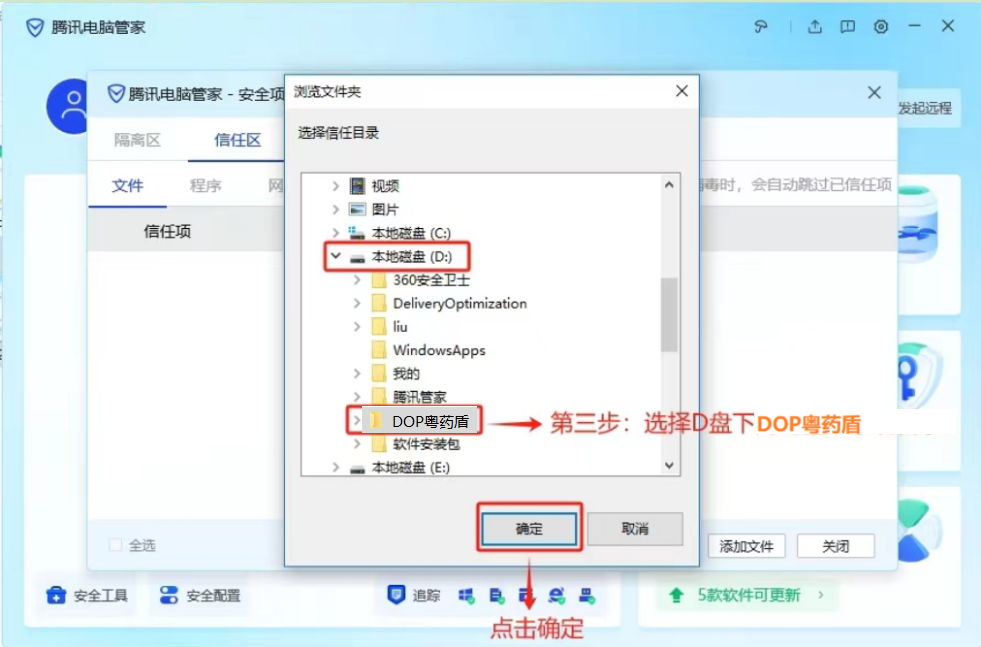 腾讯电脑管家
腾讯电脑管家 - 安全项
浏览文件夹
发起远程
选择信任目录
隔离区
信任区
文件
程序
网
毒时，会自动跳过已信任项
信任项
视频
图片
本地磁盘 (C:)
本地磁盘 (D:)
360安全卫士
DeliveryOptimization
liu
WindowsApps
我的
腾讯管家
DOP粤药盾
第三步：选择D盘下DOP粤药盾
软件安装包
本地磁盘 (E:)
确定
取消
全选
添加文件
关闭
安全工具
安全配置
追踪
5款软件可更新
点击确定